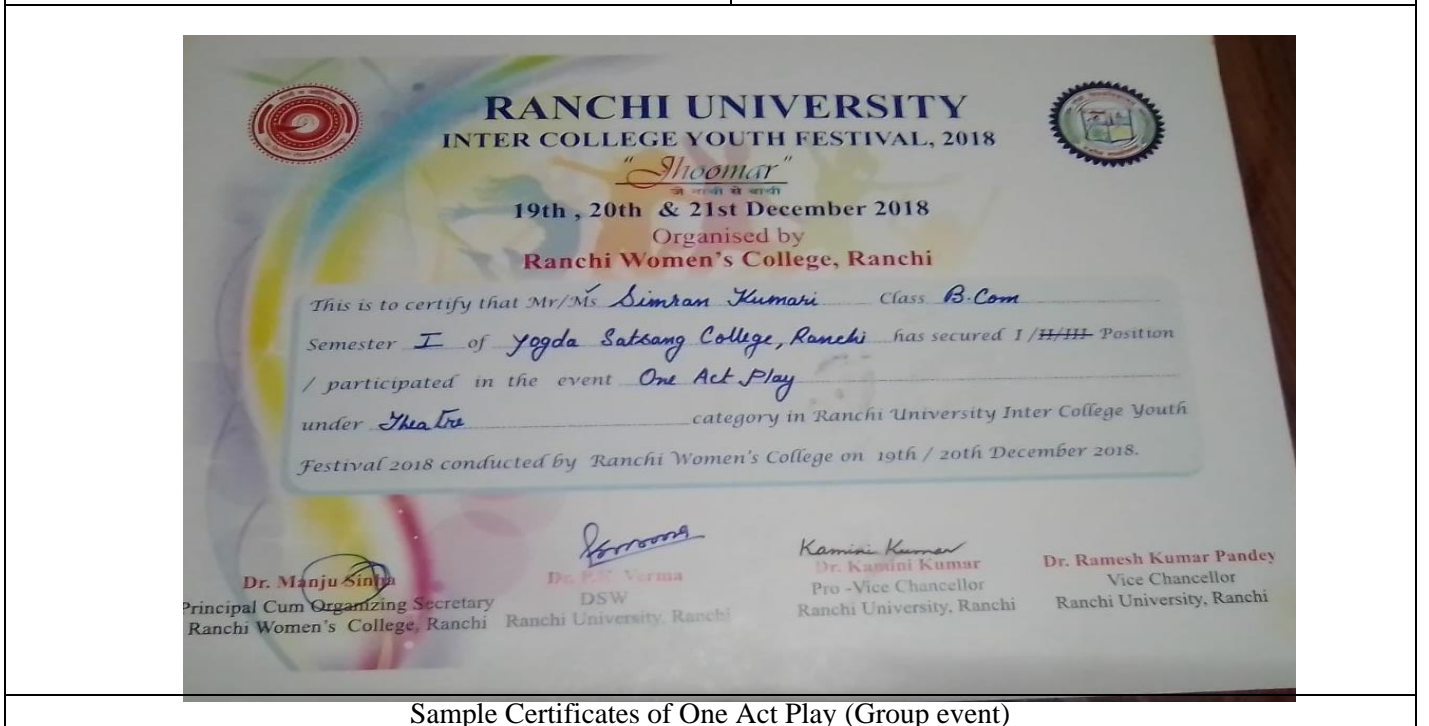 RANCHI UNIVERSITY
INTER COLLEGE YOUTH FESTIVAL, 2018
"Jhoomar"
जे नाची से बाची
19th , 20th & 21st December 2018
Organised by
Ranchi Women's College, Ranchi
This is to certify that Mr/Ms Simran Kumari Class B.Com
Semester I of Yogda Satsang College, Ranchi has secured I /II/III Position
/ participated in the event One Act Play
under Theatre category in Ranchi University Inter College Youth
Festival 2018 conducted by Ranchi Women's College on 19th / 20th December 2018.
Kamini Kumar
Dr. Manju Sinha Dr. P.K. Verma Dr. Kamini Kumar Dr. Ramesh Kumar Pandey
Principal Cum Organizing Secretary DSW Pro -Vice Chancellor Vice Chancellor
Ranchi Women's College, Ranchi Ranchi University, Ranchi Ranchi University, Ranchi Ranchi University, Ranchi
Sample Certificates of One Act Play (Group event)